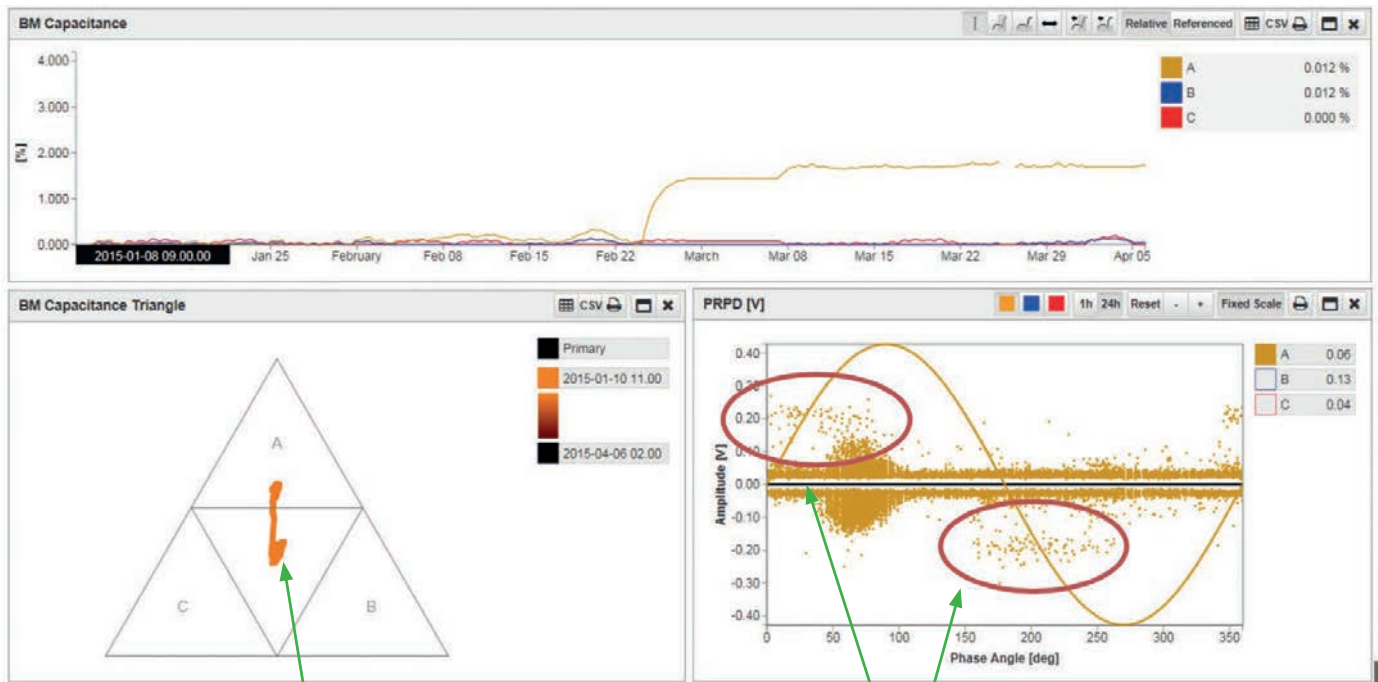 BM Capacitance
Relative Referenced CSV
4.000
3.000
2.000
1.000
0.000
[%]
2015-01-08 09.00.00 Jan 25 February Feb 08 Feb 15 Feb 22 March Mar 08 Mar 15 Mar 22 Mar 29 Apr 05
A 0.012 %
B 0.012 %
C 0.000 %
BM Capacitance Triangle CSV
Primary
2015-01-10 11.00
2015-04-06 02.00
A
C B
PRPD [V] 1h 24h Reset - + Fixed Scale
0.40
0.30
0.20
0.10
0.00
-0.10
-0.20
-0.30
-0.40
Amplitude [V]
0 50 100 150 200 250 300 350
Phase Angle [deg]
A 0.06
B 0.13
C 0.04